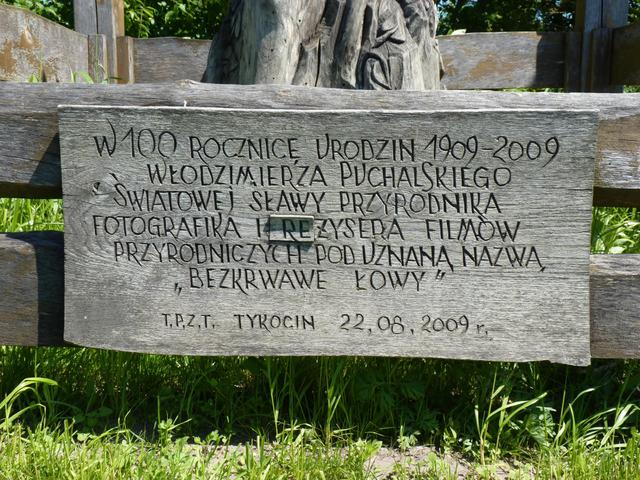 W 100 ROCZNICĘ URODZIN 1909-2009
WŁODZIMIERZA PUCHALSKIEGO
ŚWIATOWEJ SŁAWY PRZYRODNIKA
FOTOGRAFIKA I REŻYSERA FILMÓW
PRZYRODNICZYCH POD UZNANĄ NAZWĄ
„BEZKRWAWE ŁOWY"
T.P.Z.T. TYKOCIN 22.08.2009 r.